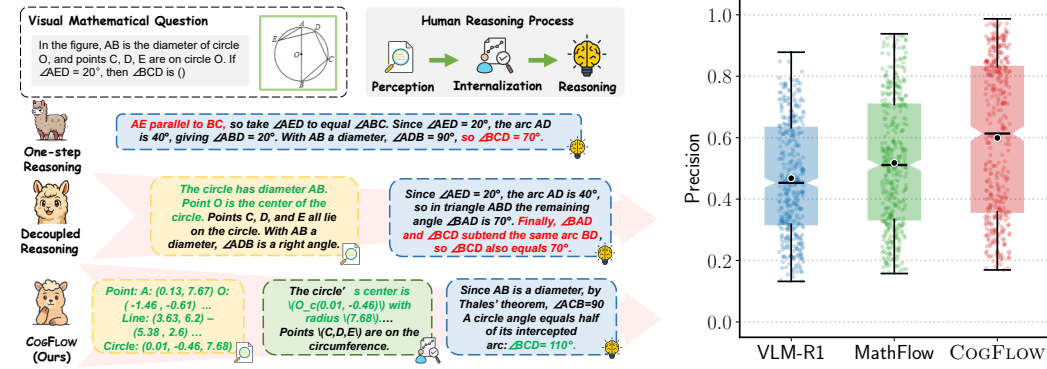 Visual Mathematical Question
In the figure, AB is the diameter of circle
O, and points C, D, E are on circle O. If
∠AED = 20°, then ∠BCD is ()
A
D
E
O
C
B
Human Reasoning Process
Perception
Internalization
Reasoning
One-step
Reasoning
AE parallel to BC, so take ∠AED to equal ∠ABC. Since ∠AED = 20°, the arc AD
is 40°, giving ∠ABD = 20°. With AB a diameter, ∠ADB = 90°, so ∠BCD = 70°.
Decoupled
Reasoning
The circle has diameter AB.
Point O is the center of the
circle. Points C, D, and E all lie
on the circle. With AB a
diameter, ∠ADB is a right angle.
Since ∠AED = 20°, the arc AD is 40°,
so in triangle ABD the remaining
angle ∠BAD is 70°. Finally, ∠BAD
and ∠BCD subtend the same arc BD,
so ∠BCD also equals 70°.
COGFLOW
(Ours)
Point: A: (0.13, 7.67) O:
( -1.46 , -0.61) ...
Line: (3.63, 6.2) –
(5.38 , 2.6) ...
Circle: (0.01, -0.46, 7.68)
The circle' s center is
\(O_c(0.01, -0.46)\) with
radius \(7.68\)....
Points \(C,D,E\) are on the
circumference.
Since AB is a diameter, by
Thales' theorem, ∠ACB=90
A circle angle equals half
of its intercepted
arc: ∠BCD= 110°.
Precision
1.0
0.8
0.6
0.4
0.2
0.0
VLM-R1
MathFlow
COGFLOW